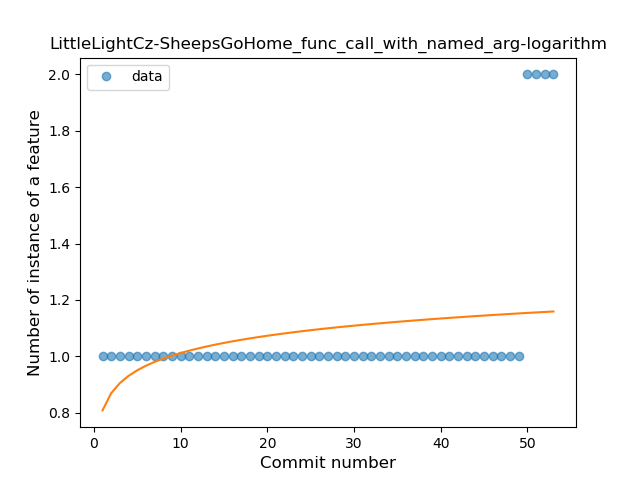 LittleLightCz-SheepsGoHome_func_call_with_named_arg-logarithm
data
Number of instance of a feature
2.0
1.8
1.6
1.4
1.2
1.0
0.8
0 10 20 30 40 50
Commit number